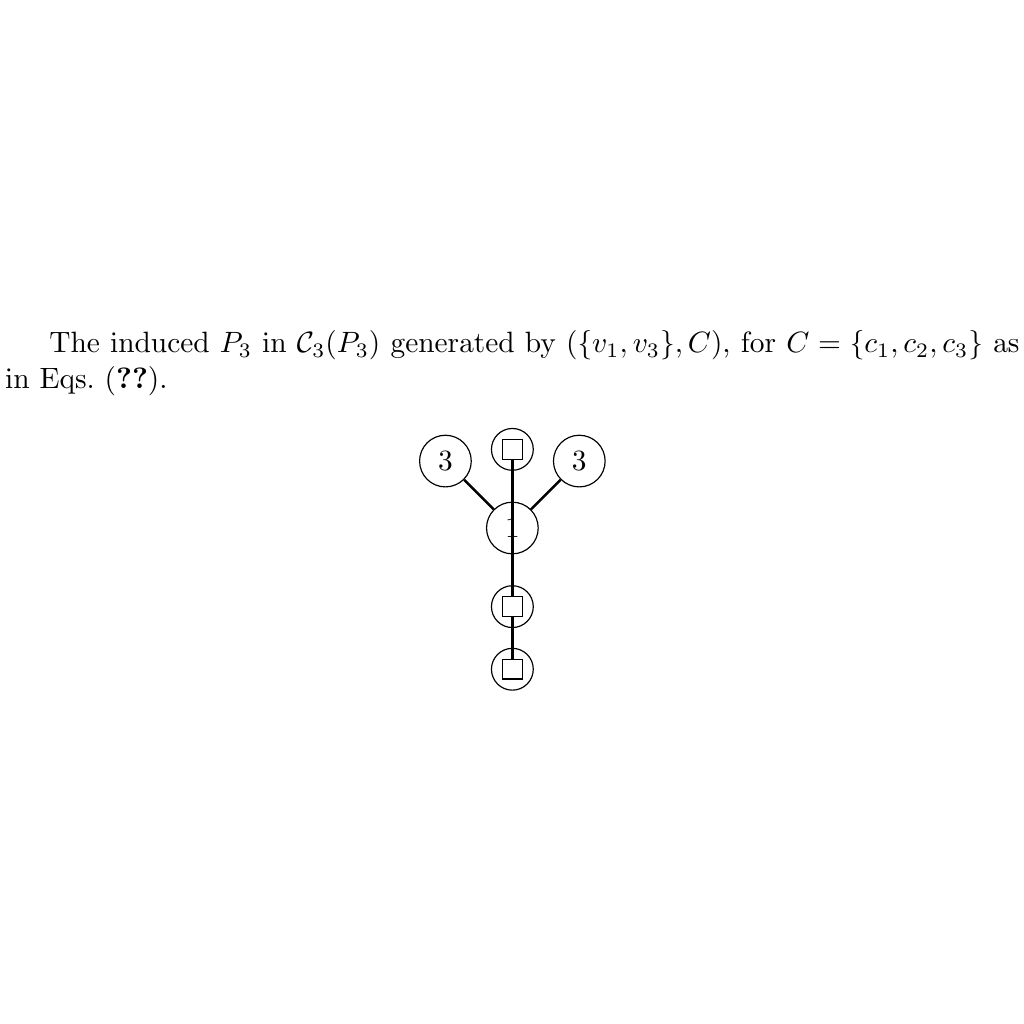 The induced $P_3$ in $\mathcal{C}_3(P_3)$ generated by $(\{v_1, v_3\}, C)$, for $C = \{c_1, c_2, c_3\}$ as
in Eqs. (??).
3 3
1